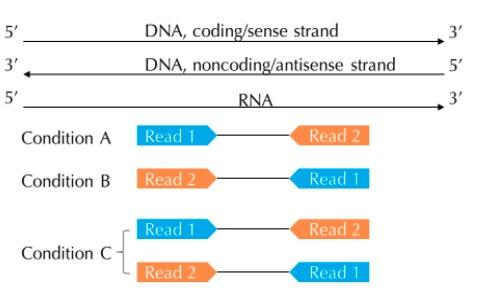 5′ DNA, coding/sense strand 3′
3′ DNA, noncoding/antisense strand 5′
5′ RNA 3′
Condition A Read 1 Read 2
Condition B Read 2 Read 1
Read 1 Read 2
Condition C
Read 2 Read 1